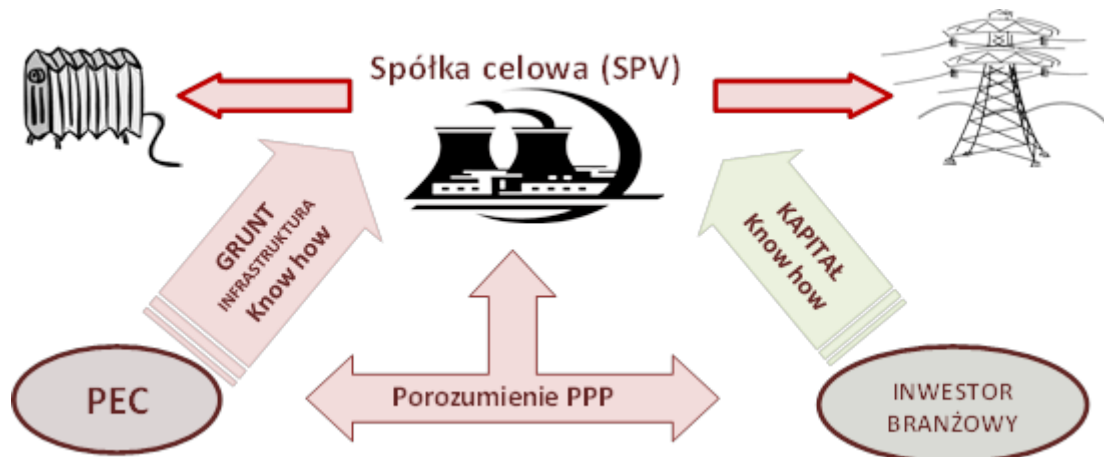 Spółka celowa (SPV)
GRUNT
INFRASTRUKTURA
Know how
KAPITAŁ
Know how
PEC
Porozumienie PPP
INWESTOR
BRANŻOWY